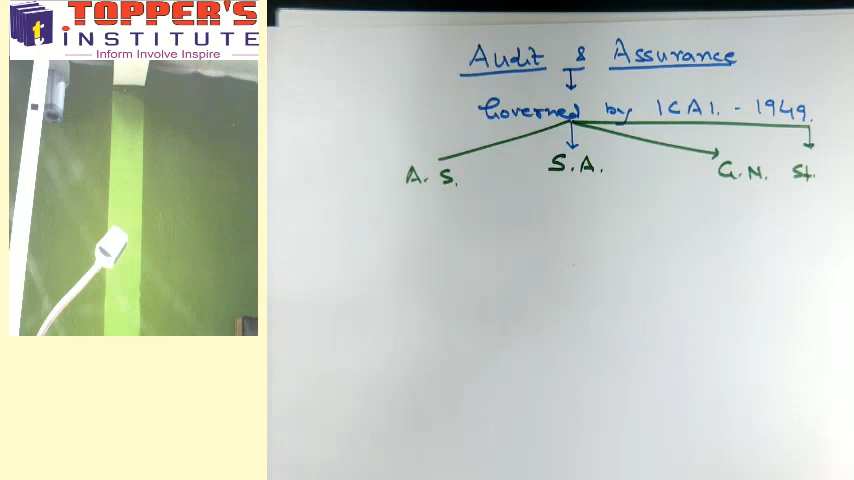 TOPPER'S
t iNSTITUTE
Inform Involve Inspire
Audit & Assurance
Governed by ICAI. - 1949.
A. S. S.A. G.N. St.